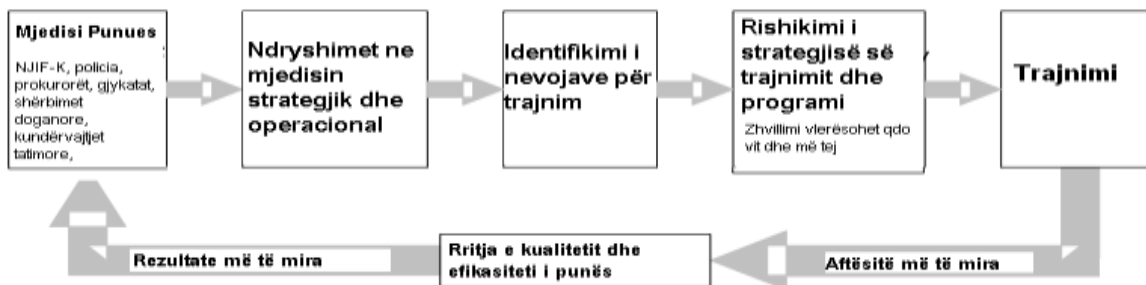 Mjedisi Punues
NJIF-K, policia,
prokurorët, gjykatat,
shërbimet
doganore,
kundërvajtjet
tatimore,
Ndryshimet ne
mjedisin
strategjik dhe
operacional
Identifikimi i
nevojave për
trajnim
Rishikimi i
strategjisë së
trajnimit dhe
programi
Zhvillimi vlerësohet qdo
vit dhe më tej
Trajnimi
Rezultate më të mira
Rritja e kualitetit dhe
efikasiteti i punës
Aftësitë më të mira